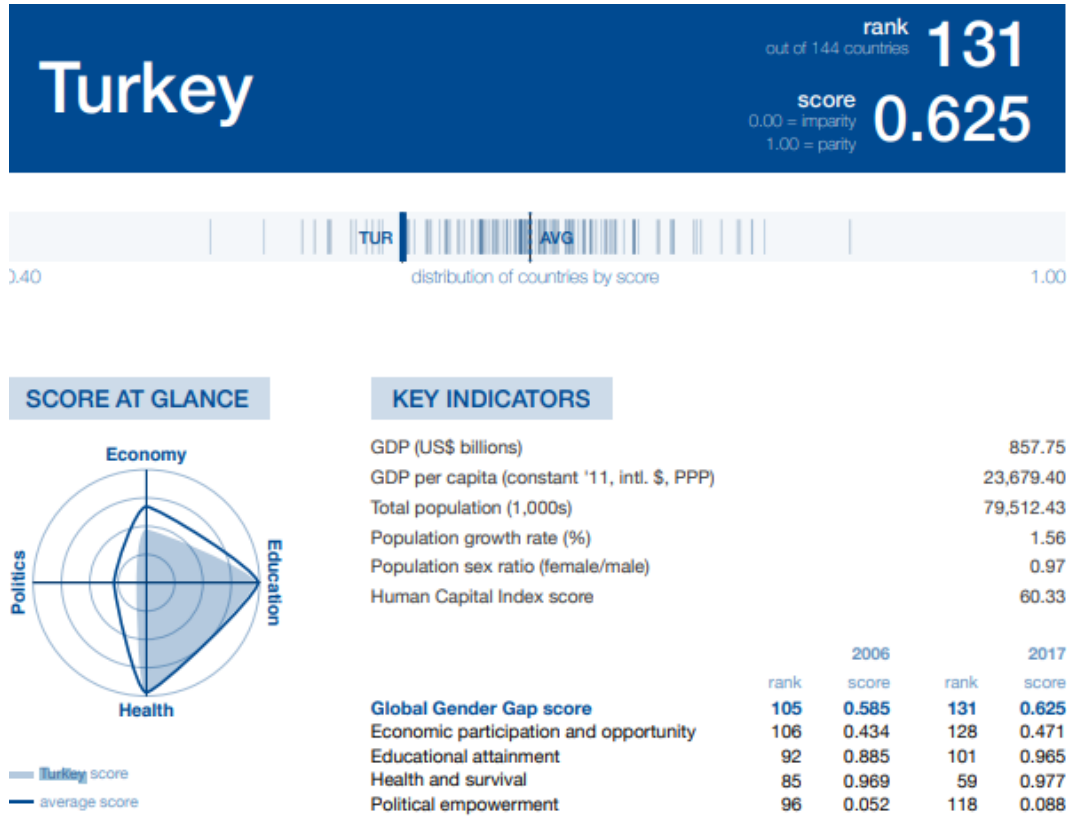 Turkey
rank
out of 144 countries
131
score
0.00 = imparity
1.00 = parity
0.625
TUR
AVG
0.40
distribution of countries by score
1.00
SCORE AT GLANCE
Economy
Politics
Education
Health
Turkey score
average score
KEY INDICATORS
GDP (US$ billions) 857.75
GDP per capita (constant '11, intl. $, PPP) 23,679.40
Total population (1,000s) 79,512.43
Population growth rate (%) 1.56
Population sex ratio (female/male) 0.97
Human Capital Index score 60.33
2006 2017
rank score rank score
Global Gender Gap score 105 0.585 131 0.625
Economic participation and opportunity 106 0.434 128 0.471
Educational attainment 92 0.885 101 0.965
Health and survival 85 0.969 59 0.977
Political empowerment 96 0.052 118 0.088